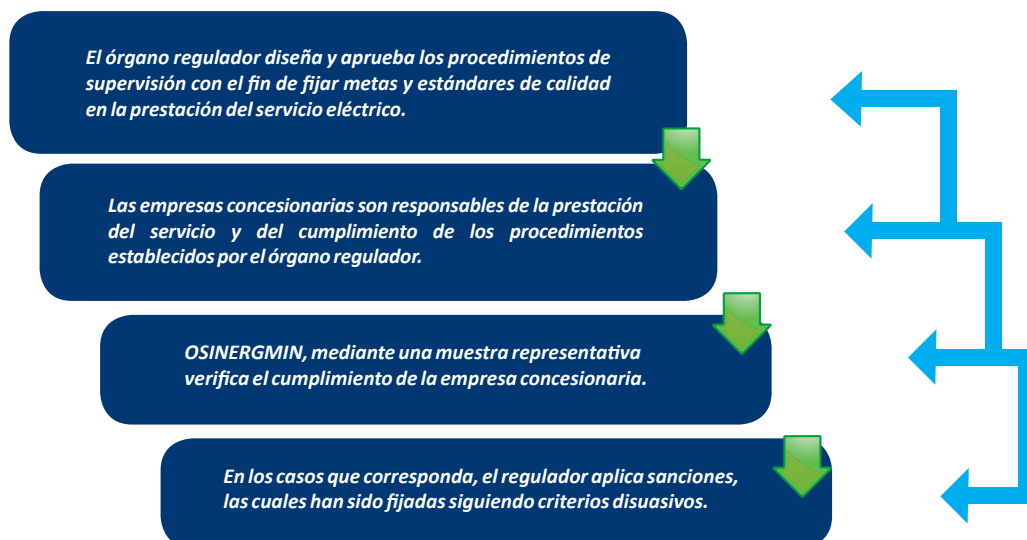 El órgano regulador diseña y aprueba los procedimientos de
supervisión con el fin de fijar metas y estándares de calidad
en la prestación del servicio eléctrico.
Las empresas concesionarias son responsables de la prestación
del servicio y del cumplimiento de los procedimientos
establecidos por el órgano regulador.
OSINERGMIN, mediante una muestra representativa
verifica el cumplimiento de la empresa concesionaria.
En los casos que corresponda, el regulador aplica sanciones,
las cuales han sido fijadas siguiendo criterios disuasivos.